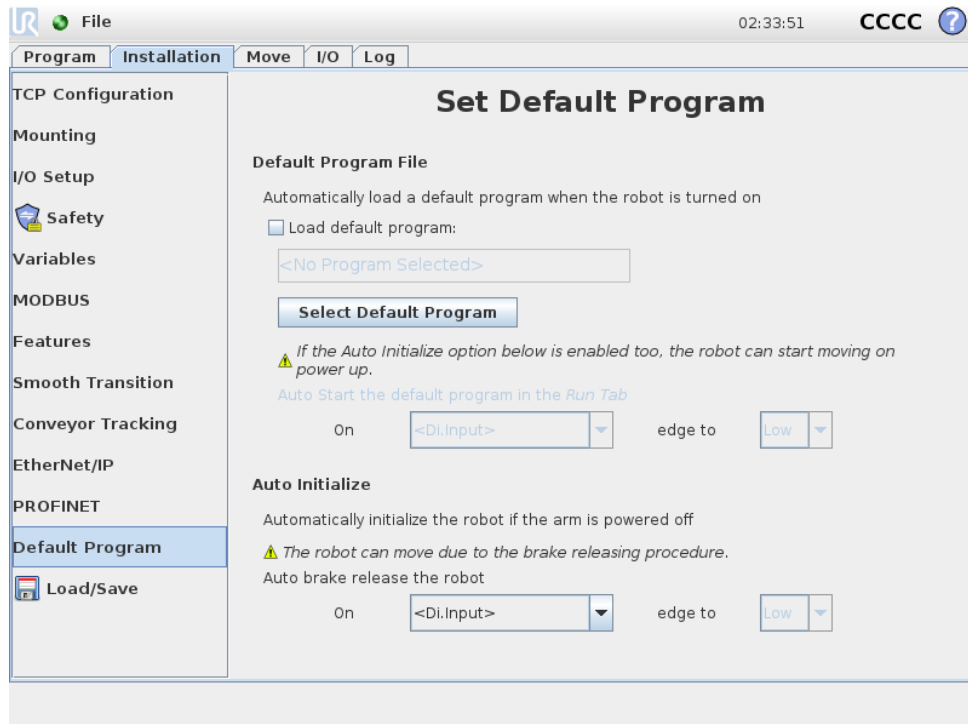 UR File 02:33:51 CCCC ?
Program Installation Move I/O Log
TCP Configuration
Mounting
I/O Setup
Safety
Variables
MODBUS
Features
Smooth Transition
Conveyor Tracking
EtherNet/IP
PROFINET
Default Program
Load/Save
Set Default Program
Default Program File
Automatically load a default program when the robot is turned on
Load default program:
<No Program Selected>
Select Default Program
If the Auto Initialize option below is enabled too, the robot can start moving on
power up.
Auto Start the default program in the Run Tab
On <Di.Input> edge to Low
Auto Initialize
Automatically initialize the robot if the arm is powered off
The robot can move due to the brake releasing procedure.
Auto brake release the robot
On <Di.Input> edge to Low